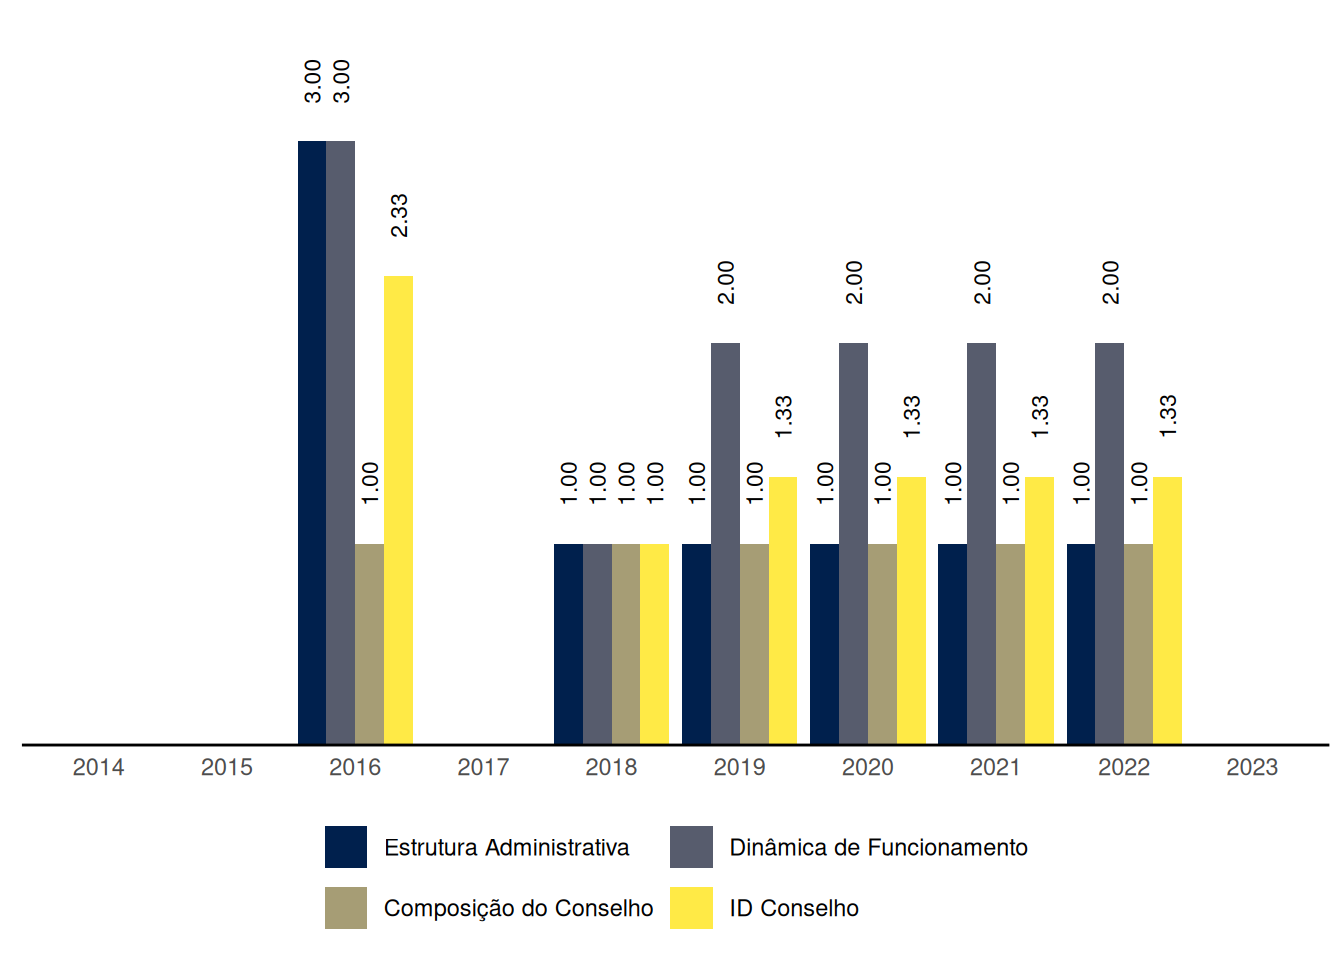 3.00 3.00
2.33
2.00 2.00 2.00 2.00
1.33 1.33 1.33 1.33
1.00 1.00 1.00 1.00 1.00 1.00 1.00 1.00 1.00 1.00 1.00 1.00 1.00
2014 2015 2016 2017 2018 2019 2020 2021 2022 2023
Estrutura Administrativa Dinâmica de Funcionamento
Composição do Conselho ID Conselho